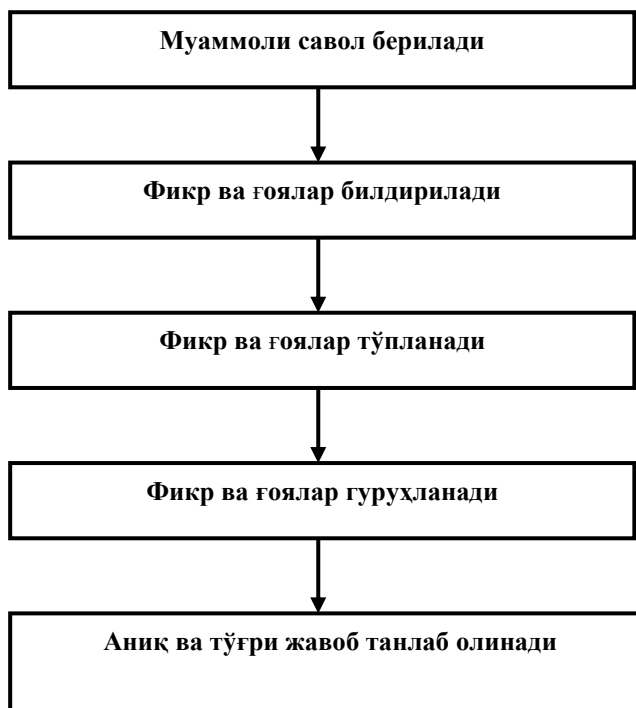 Муаммоли савол берилади
Фикр ва ғоялар билдирилади
Фикр ва ғоялар тўпланади
Фикр ва ғоялар гуруҳланади
Аниқ ва тўғри жавоб танлаб олинади